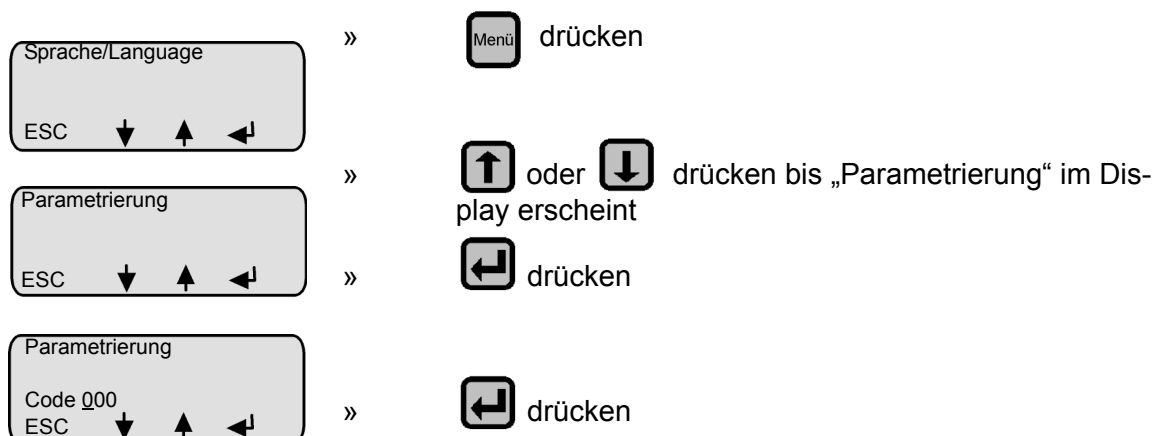 » Menü drücken
Sprache/Language
ESC
» oder drücken bis „Parametrierung“ im Dis-
play erscheint
Parametrierung
ESC
» drücken
Parametrierung
Code 000
ESC
» drücken